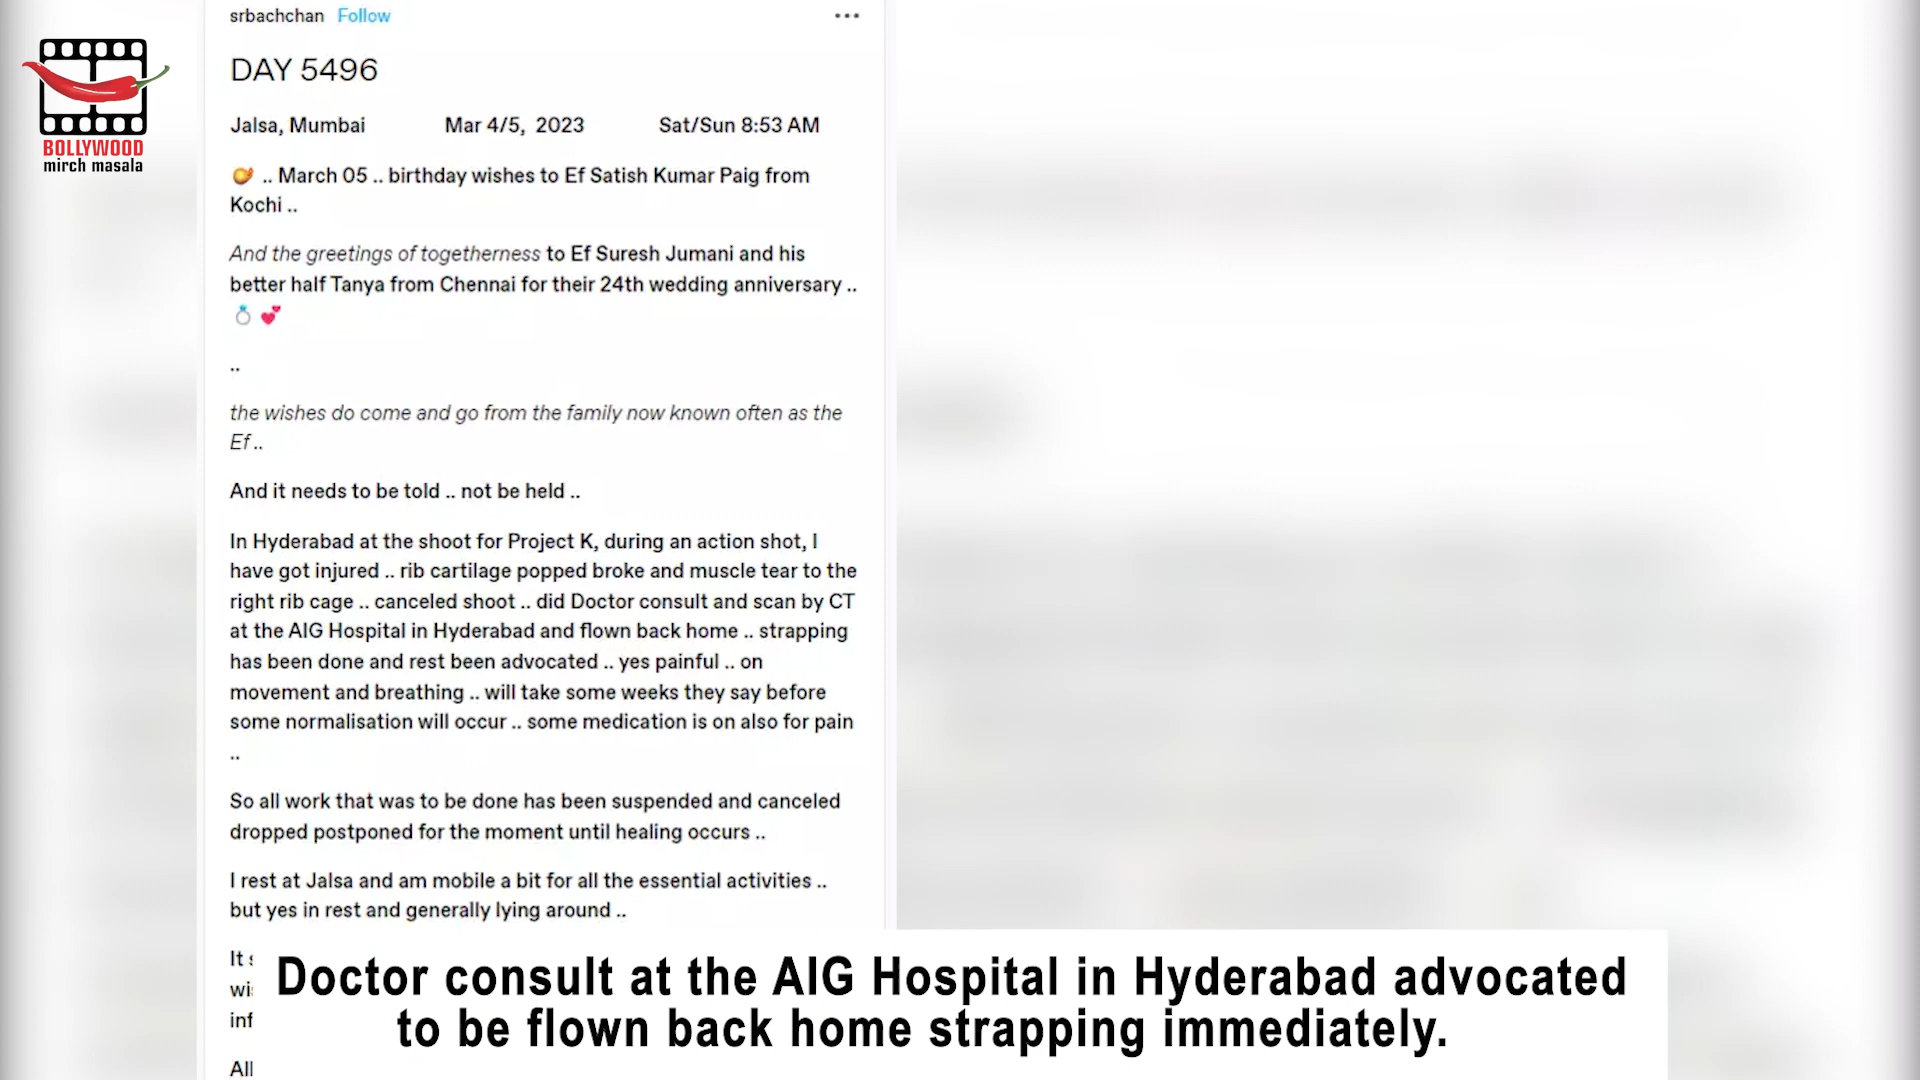 srbachchan Follow
DAY 5496
Jalsa, Mumbai Mar 4/5, 2023 Sat/Sun 8:53 AM
.. March 05 .. birthday wishes to Ef Satish Kumar Paig from
Kochi ..
And the greetings of togetherness to Ef Suresh Jumani and his
better half Tanya from Chennai for their 24th wedding anniversary ..
..
the wishes do come and go from the family now known often as the
Ef ..
And it needs to be told .. not be held ..
In Hyderabad at the shoot for Project K, during an action shot, I
have got injured .. rib cartilage popped broke and muscle tear to the
right rib cage .. canceled shoot .. did Doctor consult and scan by CT
at the AIG Hospital in Hyderabad and flown back home .. strapping
has been done and rest been advocated .. yes painful .. on
movement and breathing .. will take some weeks they say before
some normalisation will occur .. some medication is on also for pain
..
So all work that was to be done has been suspended and canceled
dropped postponed for the moment until healing occurs ..
I rest at Jalsa and am mobile a bit for all the essential activities ..
but yes in rest and generally lying around ..
It
wi
inf
All
Doctor consult at the AIG Hospital in Hyderabad advocated
to be flown back home strapping immediately.
BOLLYWOOD
mirch masala